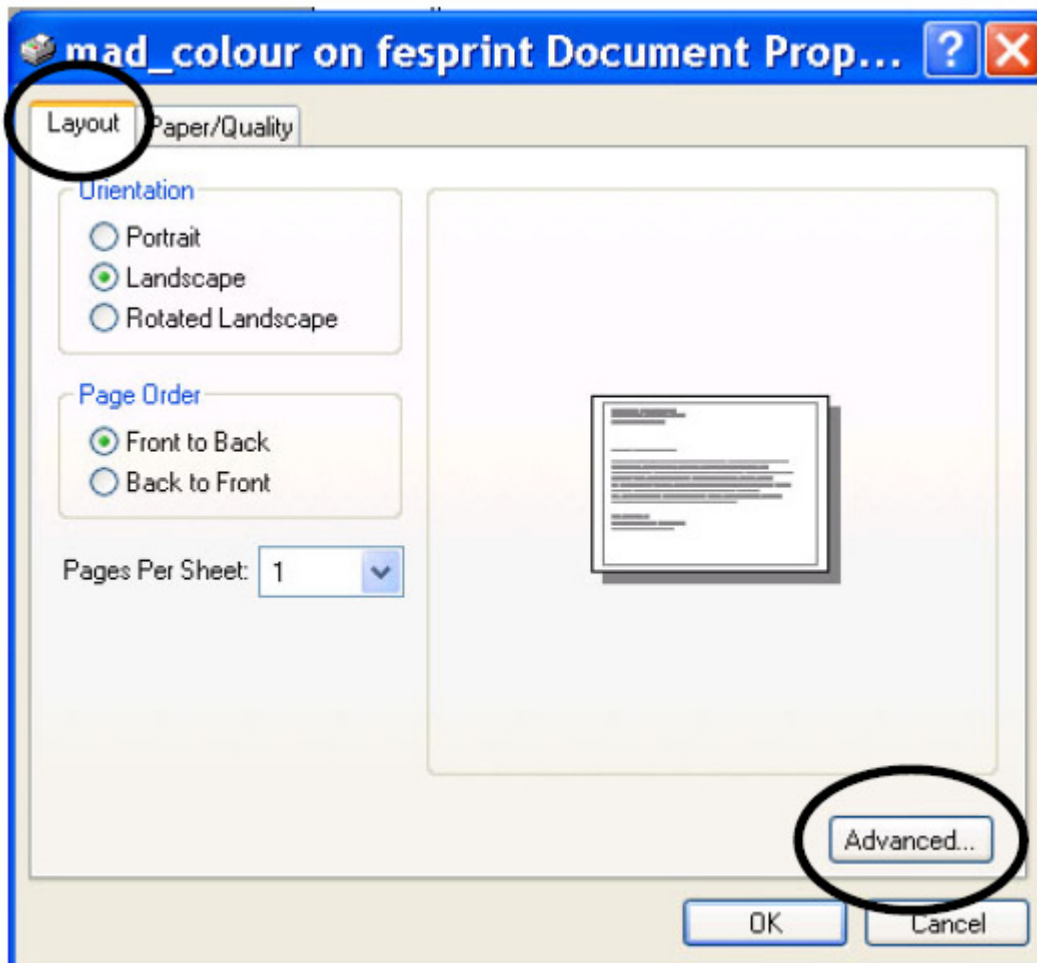 mad_colour on fesprint Document Prop...
Layout
Paper/Quality
Orientation
Portrait
Landscape
Rotated Landscape
Page Order
Front to Back
Back to Front
Pages Per Sheet: 1
Advanced...
OK
Cancel